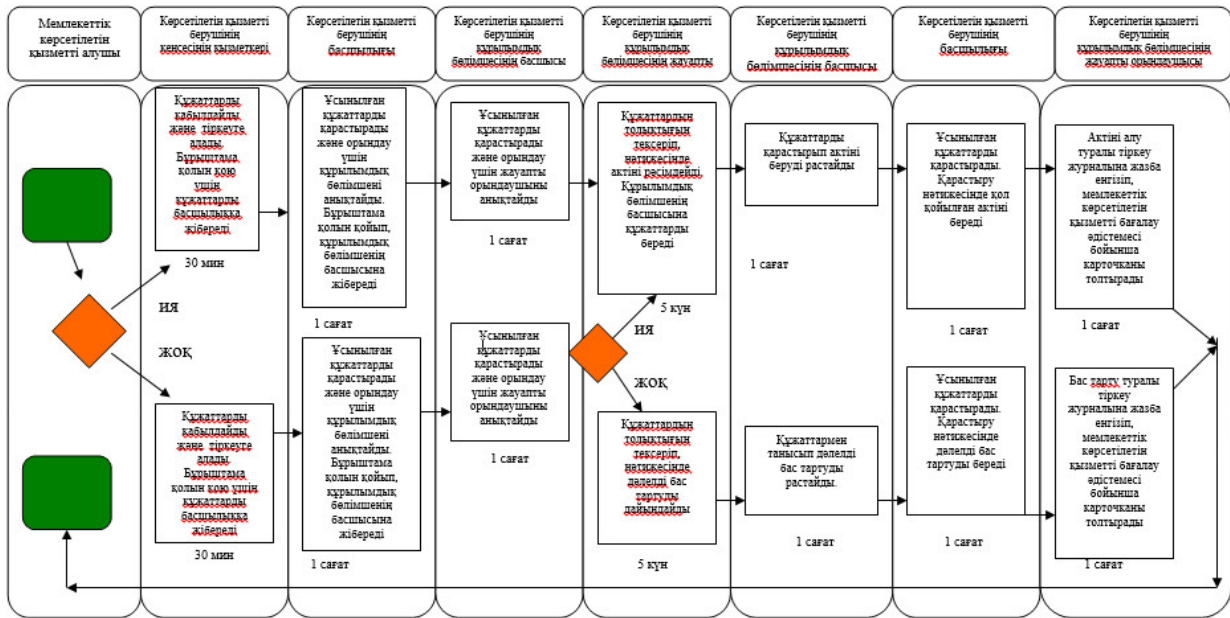 Мемлекеттік
көрсетілетін
қызметті алушы
Көрсетілетін қызметті
берушінің
кеңсесінің қызметкері
Көрсетілетін қызметті
берушінің
басшылығы
Көрсетілетін қызметті
берушінің
құрылымдық
бөлімшесінің басшысы
Көрсетілетін қызметті
берушінің
құрылымдық
бөлімшесінің жауапты
Көрсетілетін қызметті
берушінің
құрылымдық
бөлімшесінің басшысы
Көрсетілетін қызметті
берушінің
басшылығы
Көрсетілетін қызметті
берушінің
құрылымдық бөлімшесінің
жауапты орындаушысы
Құжаттарды
қабылдайды
және тіркеуге
алады.
Бұрыштама
қолын қою
үшін
құжаттарды
басшылыққа
жібереді
30 мин
Ұсынылған
құжаттарды
қарастырады
және орындау
үшін
құрылымдық
бөлімшені
анықтайды.
Бұрыштама
қолын қойып,
құрылымдық
бөлімшенің
басшысына
жібереді
1 сағат
Ұсынылған
құжаттарды
қарастырады
және орындау
үшін жауапты
орындаушыны
анықтайды
1 сағат
Құжаттардың
толықтығын
тексеріп,
нәтижесінде
актіні рәсімдейді.
Құрылымдық
бөлімшенің
басшысына
құжаттарды
береді
5 күн
Құжаттарды
қарастырып актіні
беруді растайды
1 сағат
Ұсынылған
құжаттарды
қарастырады.
Қарастыру
нәтижесінде қол
қойылған актіні
береді
1 сағат
Актіні алу
туралы тіркеу
журналына жазба
енгізіп,
мемлекеттік
көрсетілетін
қызметті бағалау
әдістемесі
бойынша
карточканы
толтырады
1 сағат
ИЯ
ЖОҚ
ИЯ
ЖОҚ
Құжаттарды
қабылдайды
және тіркеуге
алады.
Бұрыштама
қолын қою үшін
құжаттарды
басшылыққа
жібереді
30 мин
Ұсынылған
құжаттарды
қарастырады
және орындау
үшін
құрылымдық
бөлімшені
анықтайды.
Бұрыштама
қолын қойып,
құрылымдық
бөлімшенің
басшысына
жібереді
1 сағат
Ұсынылған
құжаттарды
қарастырады
және орындау
үшін жауапты
орындаушыны
анықтайды
1 сағат
Құжаттардың
толықтығын
тексеріп,
нәтижесінде
дәлелді бас
тартуды
дайындайды
5 күн
Құжаттармен
танысып дәлелді
бас тартуды
растайды.
1 сағат
Ұсынылған
құжаттарды
қарастырады.
Қарастыру
нәтижесінде
дәлелді бас
тартуды береді
1 сағат
Бас тарту туралы
тіркеу
журналына жазба
енгізіп,
мемлекеттік
көрсетілетін
қызметті бағалау
әдістемесі
бойынша
карточканы
толтырады
1 сағат